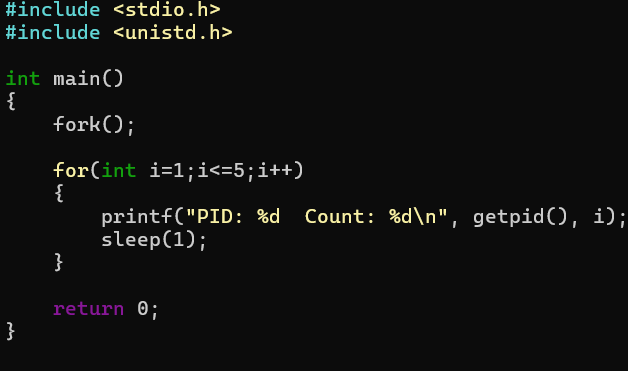 #include <stdio.h>
#include <unistd.h>

int main()
{
    fork();

    for(int i=1;i<=5;i++)
    {
        printf("PID: %d  Count: %d\n", getpid(), i);
        sleep(1);
    }

    return 0;
}